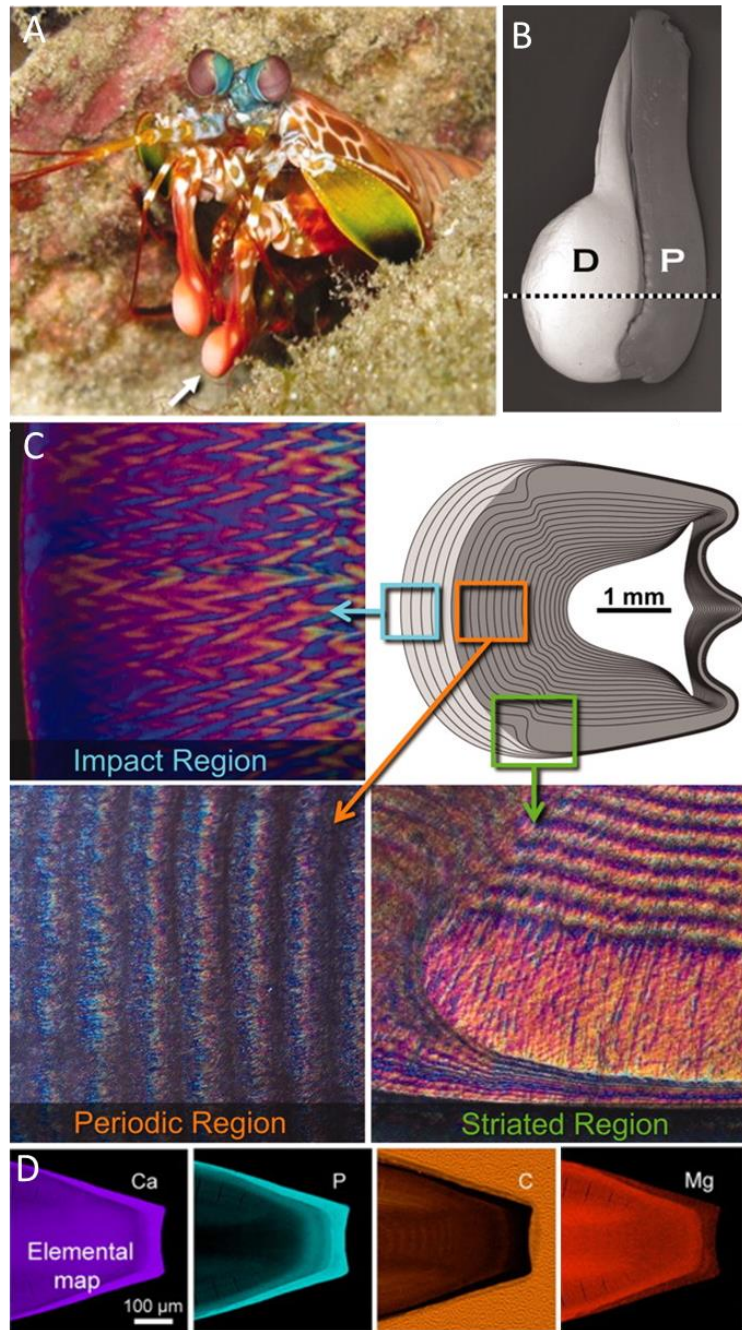 A
B
D
P
C
1 mm
Impact Region
Periodic Region
Striated Region
D
Ca
P
C
Mg
Elemental
map
100 µm